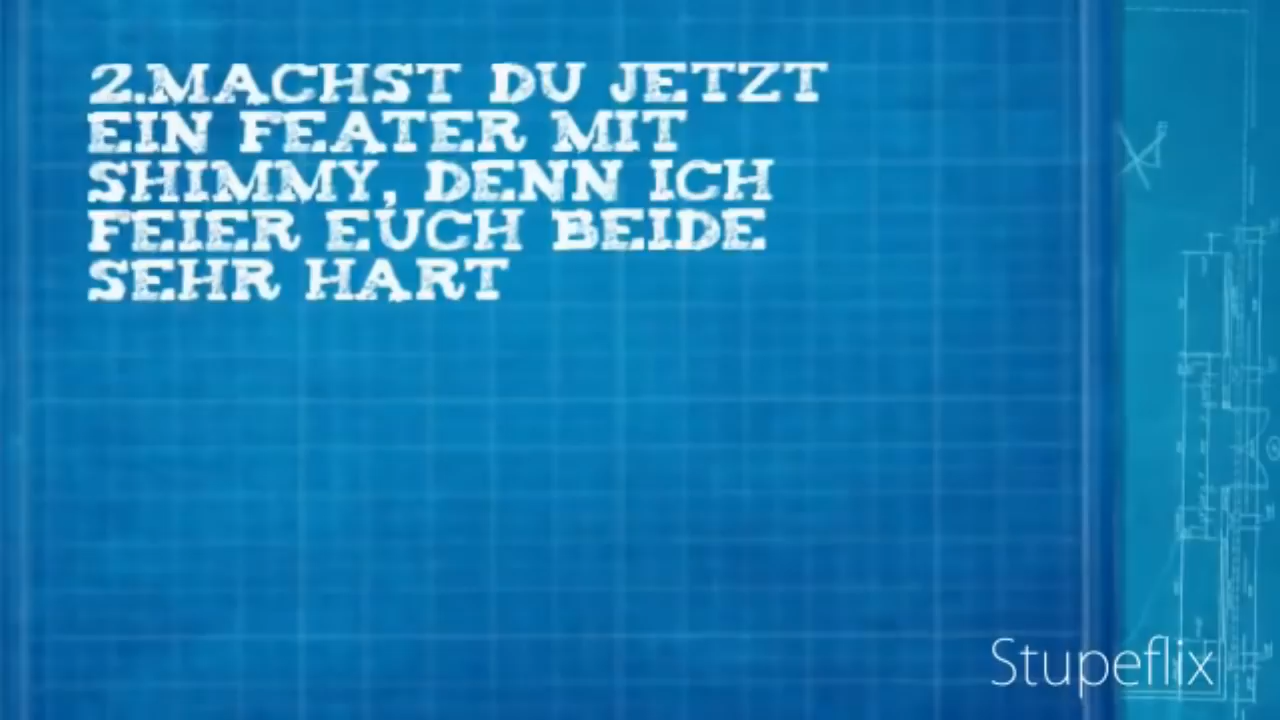 2.MACHST DU JETZT
EIN FEATER MIT
SHIMMY, DENN ICH
FEIER EUCH BEIDE
SEHR HART
Stupeflix